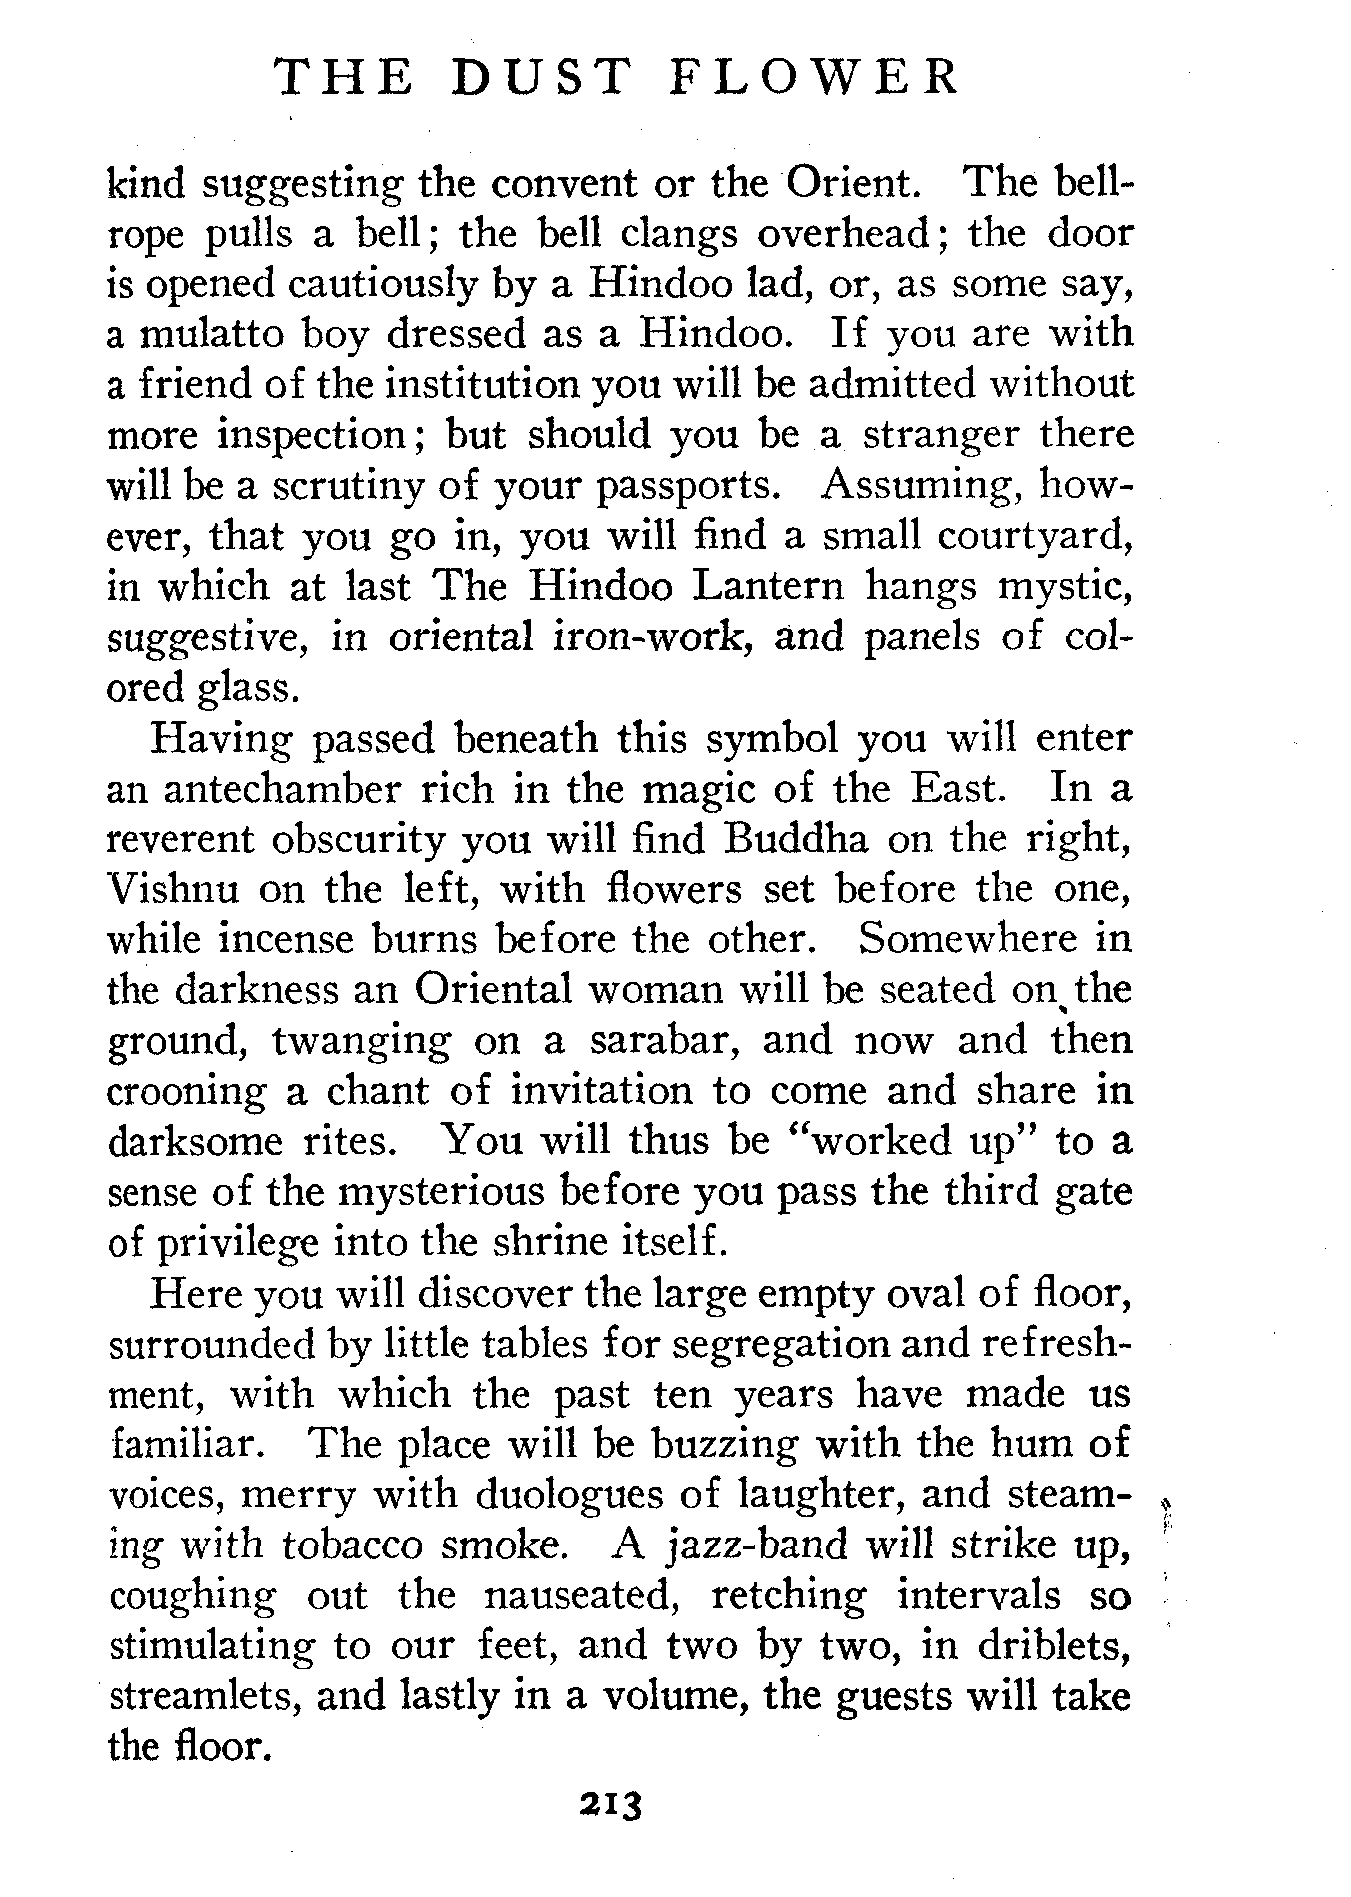 THE DUST FLOWER
kind suggesting the convent or the Orient. The bell-
rope pulls a bell; the bell clangs overhead; the door
is opened cautiously by a Hindoo lad, or, as some say,
a mulatto boy dressed as a Hindoo. If you are with
a friend of the institution you will be admitted without
more inspection; but should you be a stranger there
will be a scrutiny of your passports. Assuming, how-
ever, that you go in, you will find a small courtyard,
in which at last The Hindoo Lantern hangs mystic,
suggestive, in oriental iron-work, and panels of col-
ored glass.
Having passed beneath this symbol you will enter
an antechamber rich in the magic of the East. In a
reverent obscurity you will find Buddha on the right,
Vishnu on the left, with flowers set before the one,
while incense burns before the other. Somewhere in
the darkness an Oriental woman will be seated on the
ground, twanging on a sarabar, and now and then
crooning a chant of invitation to come and share in
darksome rites. You will thus be “worked up” to a
sense of the mysterious before you pass the third gate
of privilege into the shrine itself.
Here you will discover the large empty oval of floor,
surrounded by little tables for segregation and refresh-
ment, with which the past ten years have made us
familiar. The place will be buzzing with the hum of
voices, merry with duologues of laughter, and steam-
ing with tobacco smoke. A jazz-band will strike up,
coughing out the nauseated, retching intervals so
stimulating to our feet, and two by two, in driblets,
streamlets, and lastly in a volume, the guests will take
the floor.
213